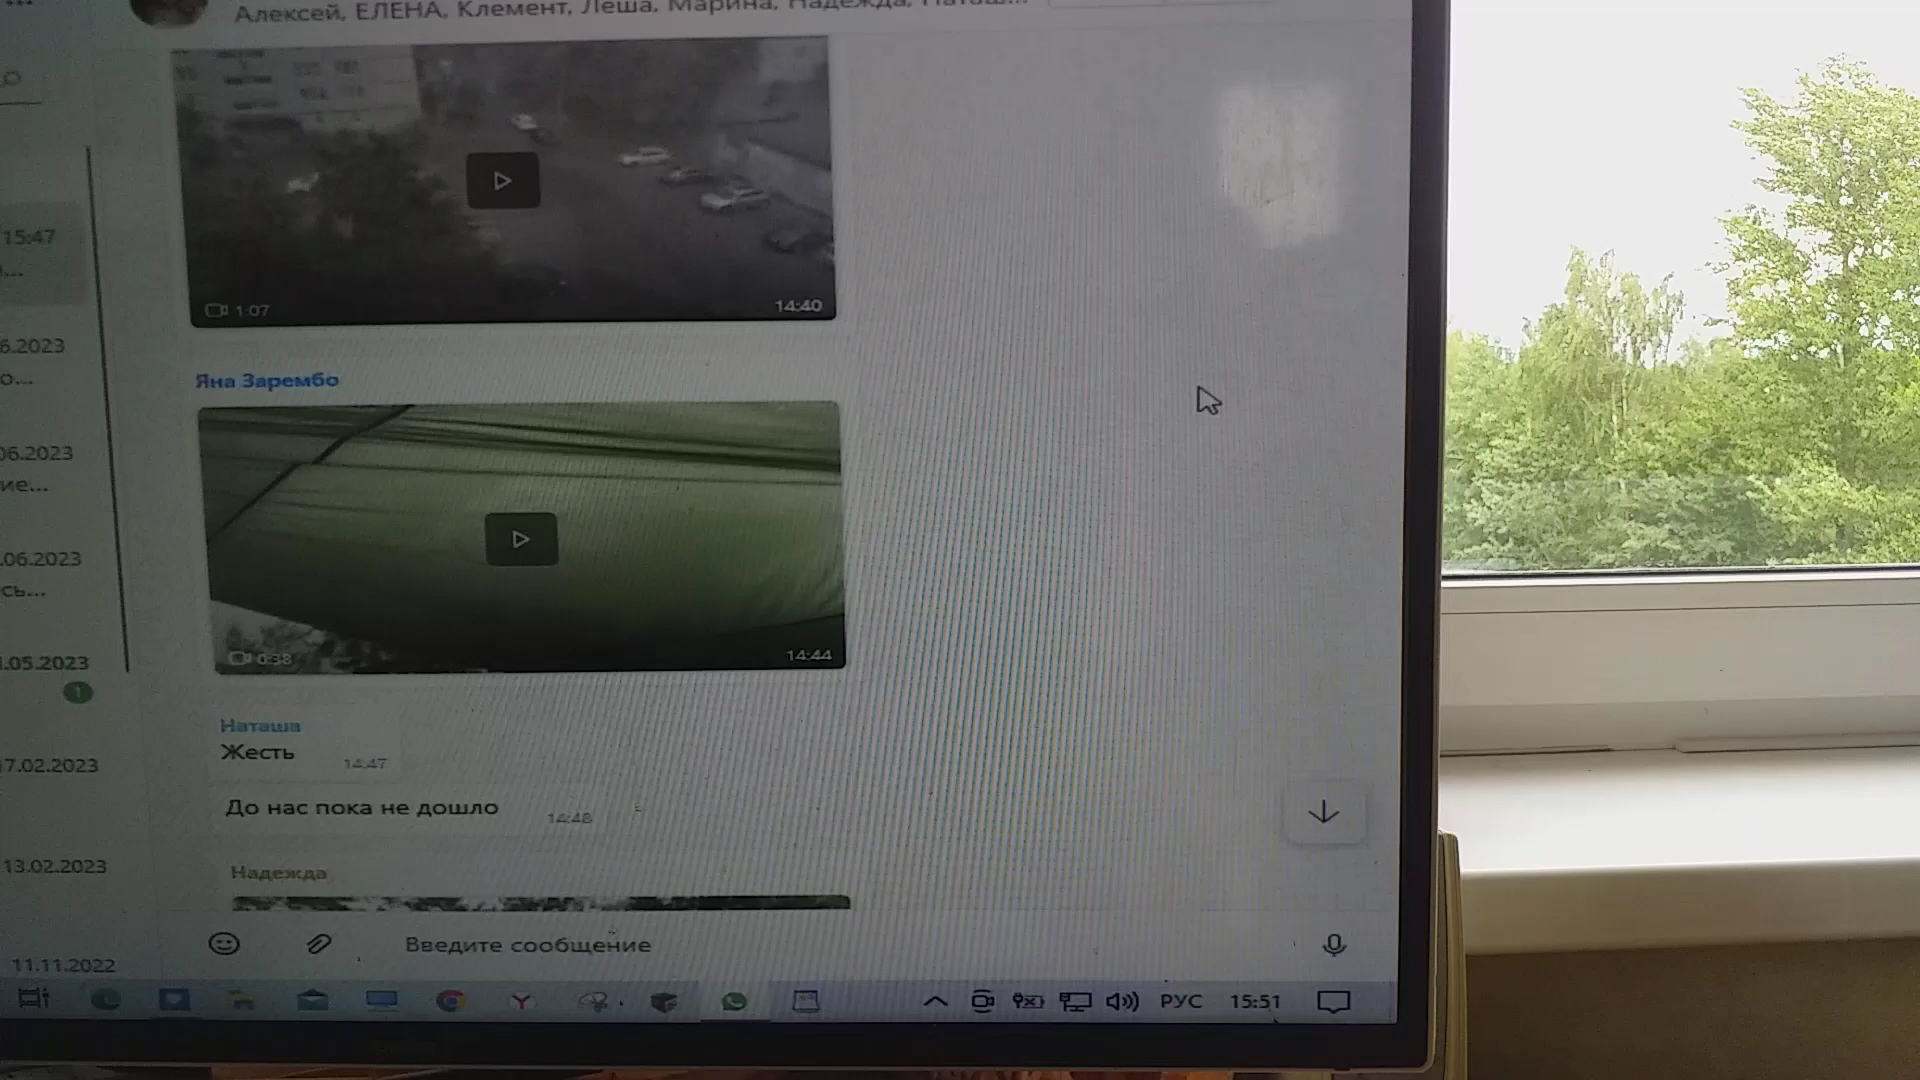 Алексей, ЕЛЕНА, Клемент, Леша, Марина, Надежда, Наташ...
15:47
1:07
14:40
6.2023
о...
Яна Зарембо
06.2023
ие...
.06.2023
сь...
0:38
14:44
.05.2023
1
Наташа
Жесть
14:47
7.02.2023
До нас пока не дошло
14:48
13.02.2023
Надежда
Введите сообщение
11.11.2022
РУС
15:51